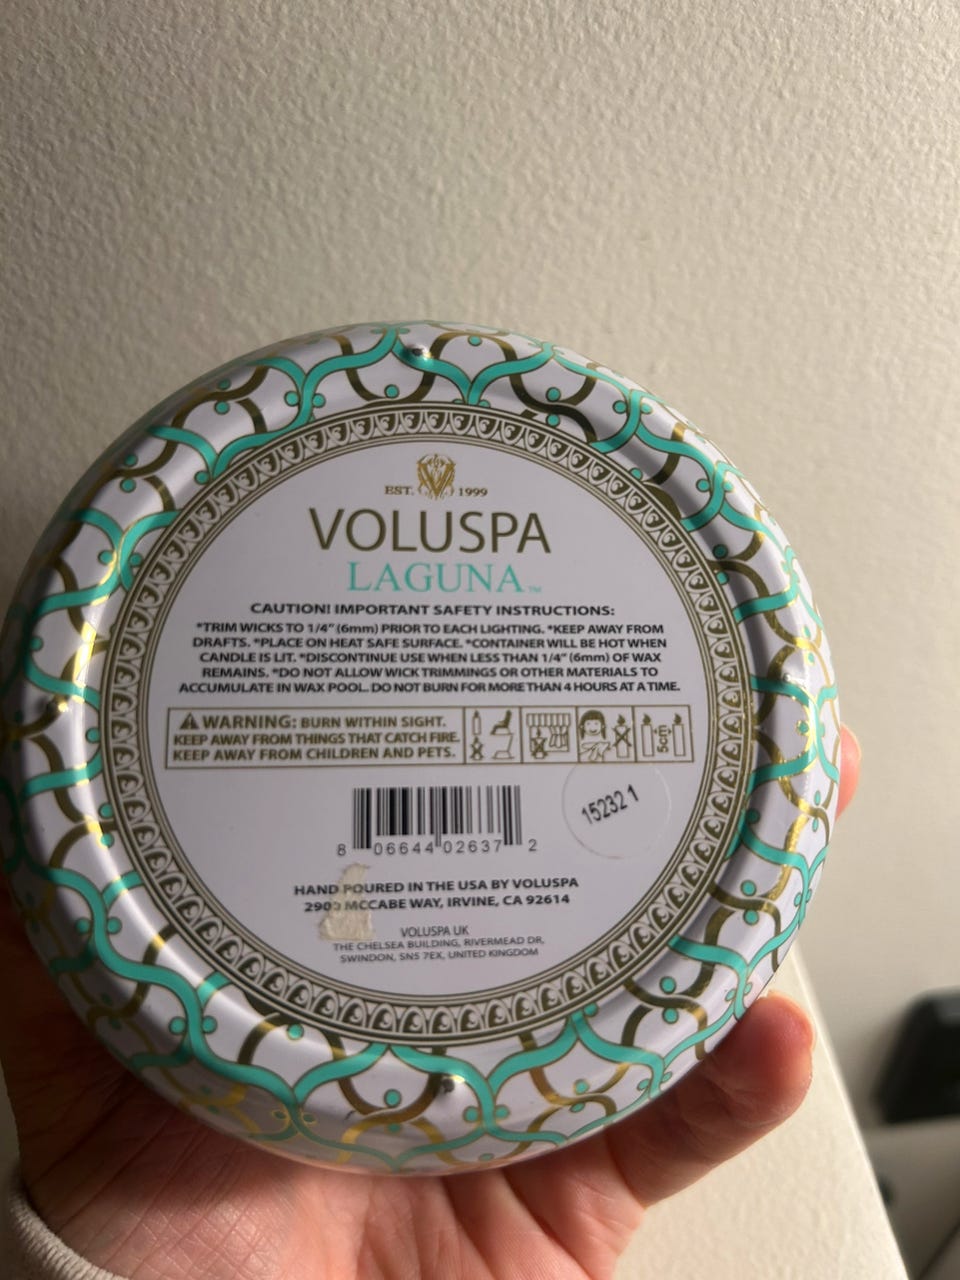 EST. 1999
VOLUSPA
LAGUNA™
CAUTION! IMPORTANT SAFETY INSTRUCTIONS:
*TRIM WICKS TO 1/4" (6mm) PRIOR TO EACH LIGHTING. *KEEP AWAY FROM
DRAFTS. *PLACE ON HEAT SAFE SURFACE. *CONTAINER WILL BE HOT WHEN
CANDLE IS LIT. *DISCONTINUE USE WHEN LESS THAN 1/4" (6mm) OF WAX
REMAINS. *DO NOT ALLOW WICK TRIMMINGS OR OTHER MATERIALS TO
ACCUMULATE IN WAX POOL. DO NOT BURN FOR MORE THAN 4 HOURS AT A TIME.
WARNING: BURN WITHIN SIGHT.
KEEP AWAY FROM THINGS THAT CATCH FIRE.
KEEP AWAY FROM CHILDREN AND PETS.
5cm
152321
8 06644 02637 2
HAND POURED IN THE USA BY VOLUSPA
MCCABE WAY, IRVINE, CA 92614
VOLUSPA UK
THE CHELSEA BUILDING, RIVERMEAD DR,
SWINDON, SN5 7EX, UNITED KINGDOM